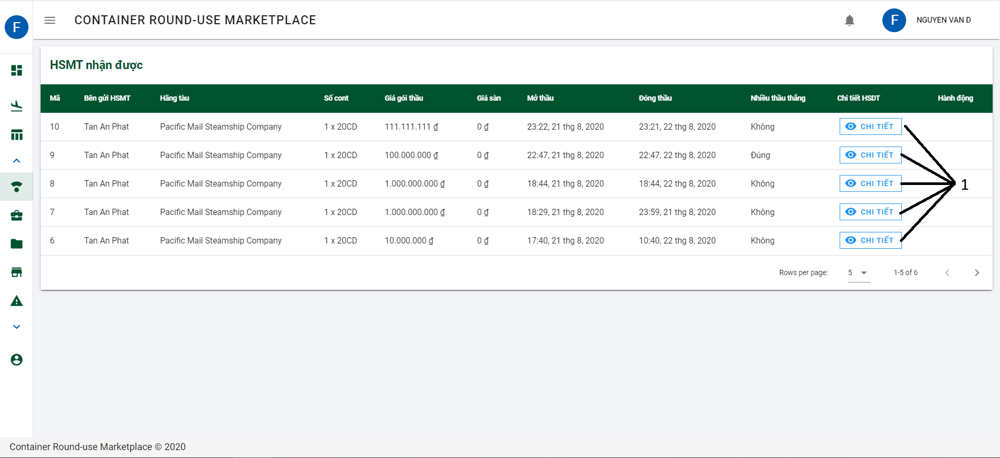 F CONTAINER ROUND-USE MARKETPLACE F NGUYEN VAN D
HSMT nhận được
Mã Bên gửi HSMT Hãng tàu Số cont Giá gói thầu Giá sàn Mở thầu Đóng thầu Nhiều thầu thắng Chi tiết HSDT Hành động
10 Tan An Phat Pacific Mail Steamship Company 1 x 20CD 111.111.111 ₫ 0 ₫ 23:22, 21 thg 8, 2020 23:21, 22 thg 8, 2020 Không CHI TIẾT
9 Tan An Phat Pacific Mail Steamship Company 1 x 20CD 100.000.000 ₫ 0 ₫ 22:47, 21 thg 8, 2020 22:47, 22 thg 8, 2020 Đúng CHI TIẾT
8 Tan An Phat Pacific Mail Steamship Company 1 x 20CD 1.000.000.000 ₫ 0 ₫ 18:44, 21 thg 8, 2020 18:44, 22 thg 8, 2020 Không CHI TIẾT 1
7 Tan An Phat Pacific Mail Steamship Company 1 x 20CD 1.000.000.000 ₫ 0 ₫ 18:29, 21 thg 8, 2020 23:59, 21 thg 8, 2020 Không CHI TIẾT
6 Tan An Phat Pacific Mail Steamship Company 1 x 20CD 10.000.000 ₫ 0 ₫ 17:40, 21 thg 8, 2020 10:40, 22 thg 8, 2020 Không CHI TIẾT
Rows per page: 5 1-5 of 6
Container Round-use Marketplace © 2020